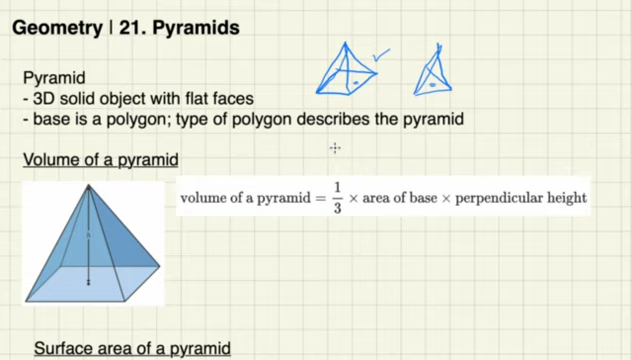 Geometry | 21. Pyramids
Pyramid
- 3D solid object with flat faces
- base is a polygon; type of polygon describes the pyramid
Volume of a pyramid
volume of a pyramid = 1/3 × area of base × perpendicular height
h
Surface area of a pyramid